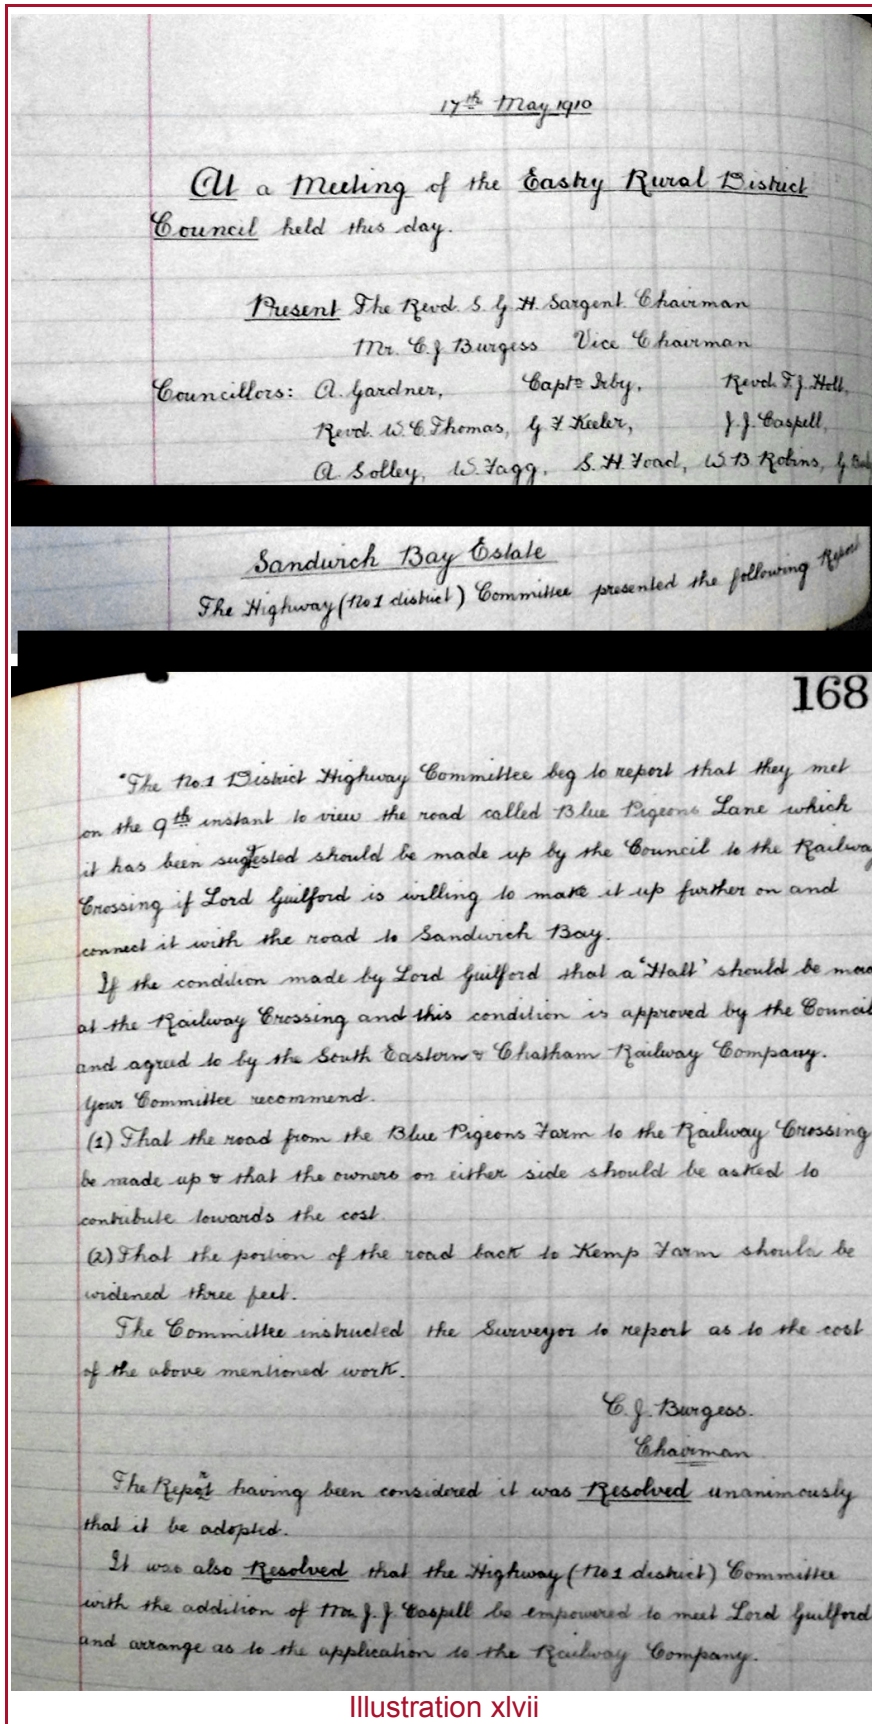 17th May 1910
At a Meeting of the Eastry Rural District
Council held this day.
Present The Revd. S. G H. Sargent. Chairman
Mr. C. J Burgess Vice Chairman
Councillors: A. Gardner, Captn Irby, Revd. F. J. Holt,
Revd. W. C. Thomas, G F Keeler, J. J. Caspell,
A. Solley, W. Fagg, S. H. Foad, W. B Robins, G
Sandwich Bay Estate
The Highway (No 1 district) Committee presented the following Report
168
"The No. 1 District Highway Committee beg to report that they met
on the 9th instant to view the road called Blue Pigeons Lane which
it has been suggested should be made up by the Council to the Railway
Crossing if Lord Guilford is willing to make it up further on and
connect it with the road to Sandwich Bay.
If the condition made by Lord Guilford that a "Halt" should be made
at the Railway Crossing and this condition is approved by the Council
and agreed to by the South Eastern & Chatham Railway Company.
Your Committee recommend.
(1) That the road from the Blue Pigeons Farm to the Railway Crossing
be made up & that the owners on either side should be asked to
contribute towards the cost.
(2) That the portion of the road back to Kemp Farm should be
widened three feet.
The Committee instructed the Surveyor to report as to the cost
of the above mentioned work.
C. J. Burgess.
Chairman
The Report having been considered it was Resolved unanimously
that it be adopted.
It was also Resolved that the Highway (No 1 district) Committee
with the addition of Mr. J. J Caspell be empowered to meet Lord Guilford
and arrange as to the application to the Railway Company.
Illustration xlvii